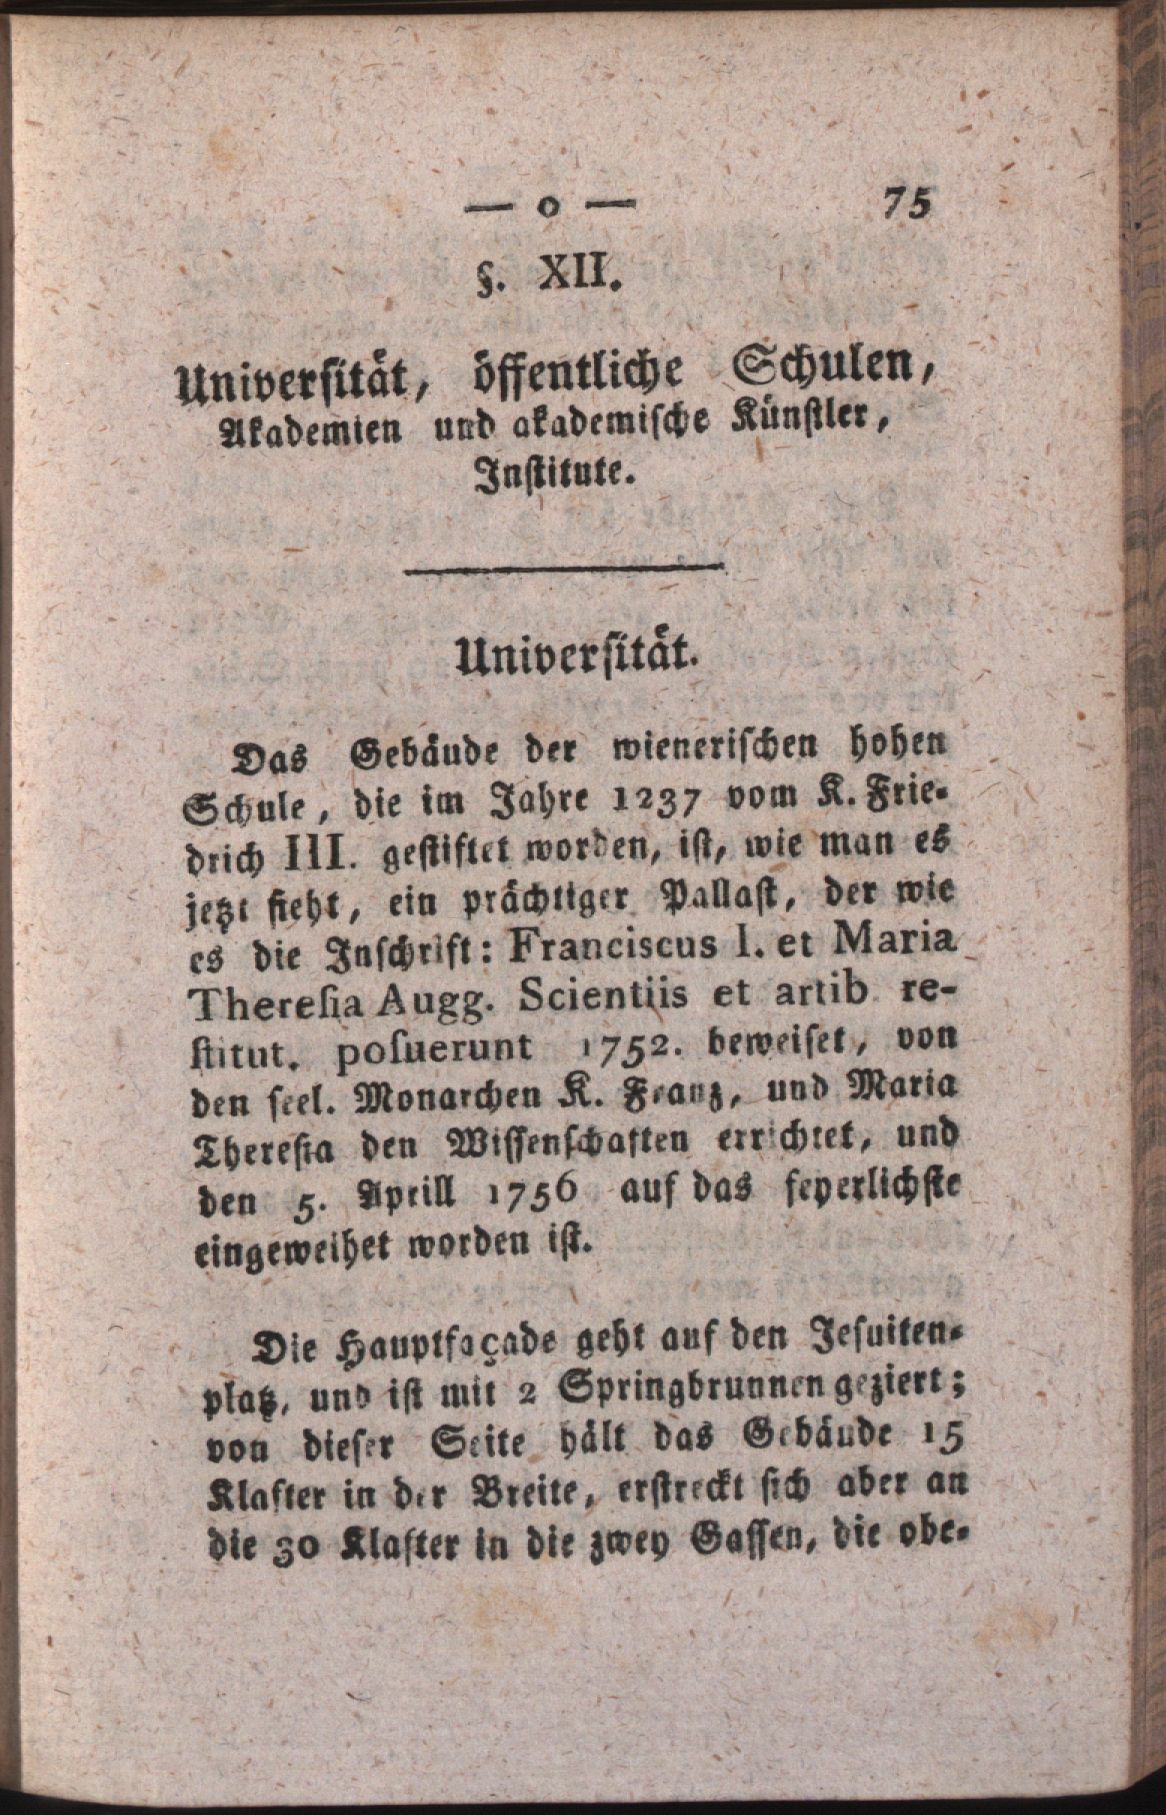 — o — 75
§. XII.
Universität, öffentliche Schulen,
Akademien und akademische Künstler,
Institute.
Universität.
Das Gebäude der wienerischen hohen
Schule, die im Jahre 1237 vom K. Frie-
drich III. gestiftet worden, ist, wie man es
jetzt sieht, ein prächtiger Pallast, der wie
es die Inschrift: Franciscus I. et Maria
Theresia Augg. Scientiis et artib. re-
stitut. posuerunt 1752. beweiset, von
den seel. Monarchen K. Franz, und Maria
Theresia den Wissenschaften errichtet, und
den 5. Aprill 1756 auf das feyerlichste
eingeweihet worden ist.
Die Hauptfaçade geht auf den Jesuiten-
platz, und ist mit 2 Springbrunnen geziert;
von dieser Seite hält das Gebäude 15
Klafter in der Breite, erstreckt sich aber an
die 30 Klafter in die zwey Gassen, die obe-